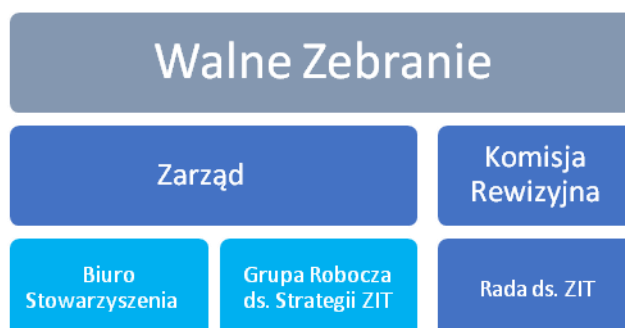 Walne Zebranie
Zarząd
Komisja
Rewizyjna
Biuro
Stowarzyszenia
Grupa Robocza
ds. Strategii ZIT
Rada ds. ZIT